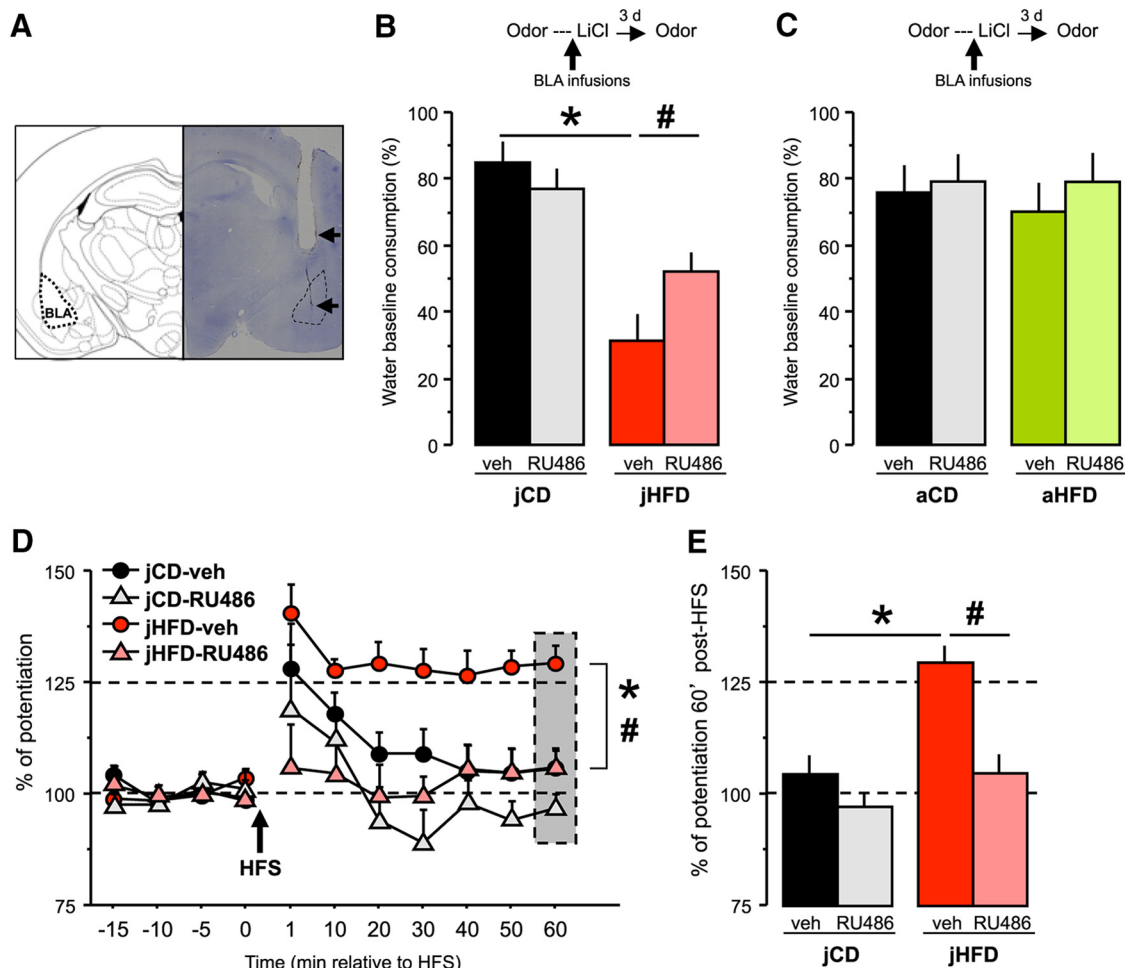 A
BLA
B
Odor --- LiCl 3 d Odor
BLA infusions
Water baseline consumption (%)
100
80
60
40
20
0
*
#
veh RU486 veh RU486
jCD jHFD
C
Odor --- LiCl 3 d Odor
BLA infusions
Water baseline consumption (%)
100
80
60
40
20
0
veh RU486 veh RU486
aCD aHFD
D
% of potentiation
150
125
100
75
jCD-veh
jCD-RU486
jHFD-veh
jHFD-RU486
*
#
HFS
-15 -10 -5 0 1 10 20 30 40 50 60
Time (min relative to HFS)
E
% of potentiation 60' post-HFS
150
125
100
75
*
#
veh RU486 veh RU486
jCD jHFD